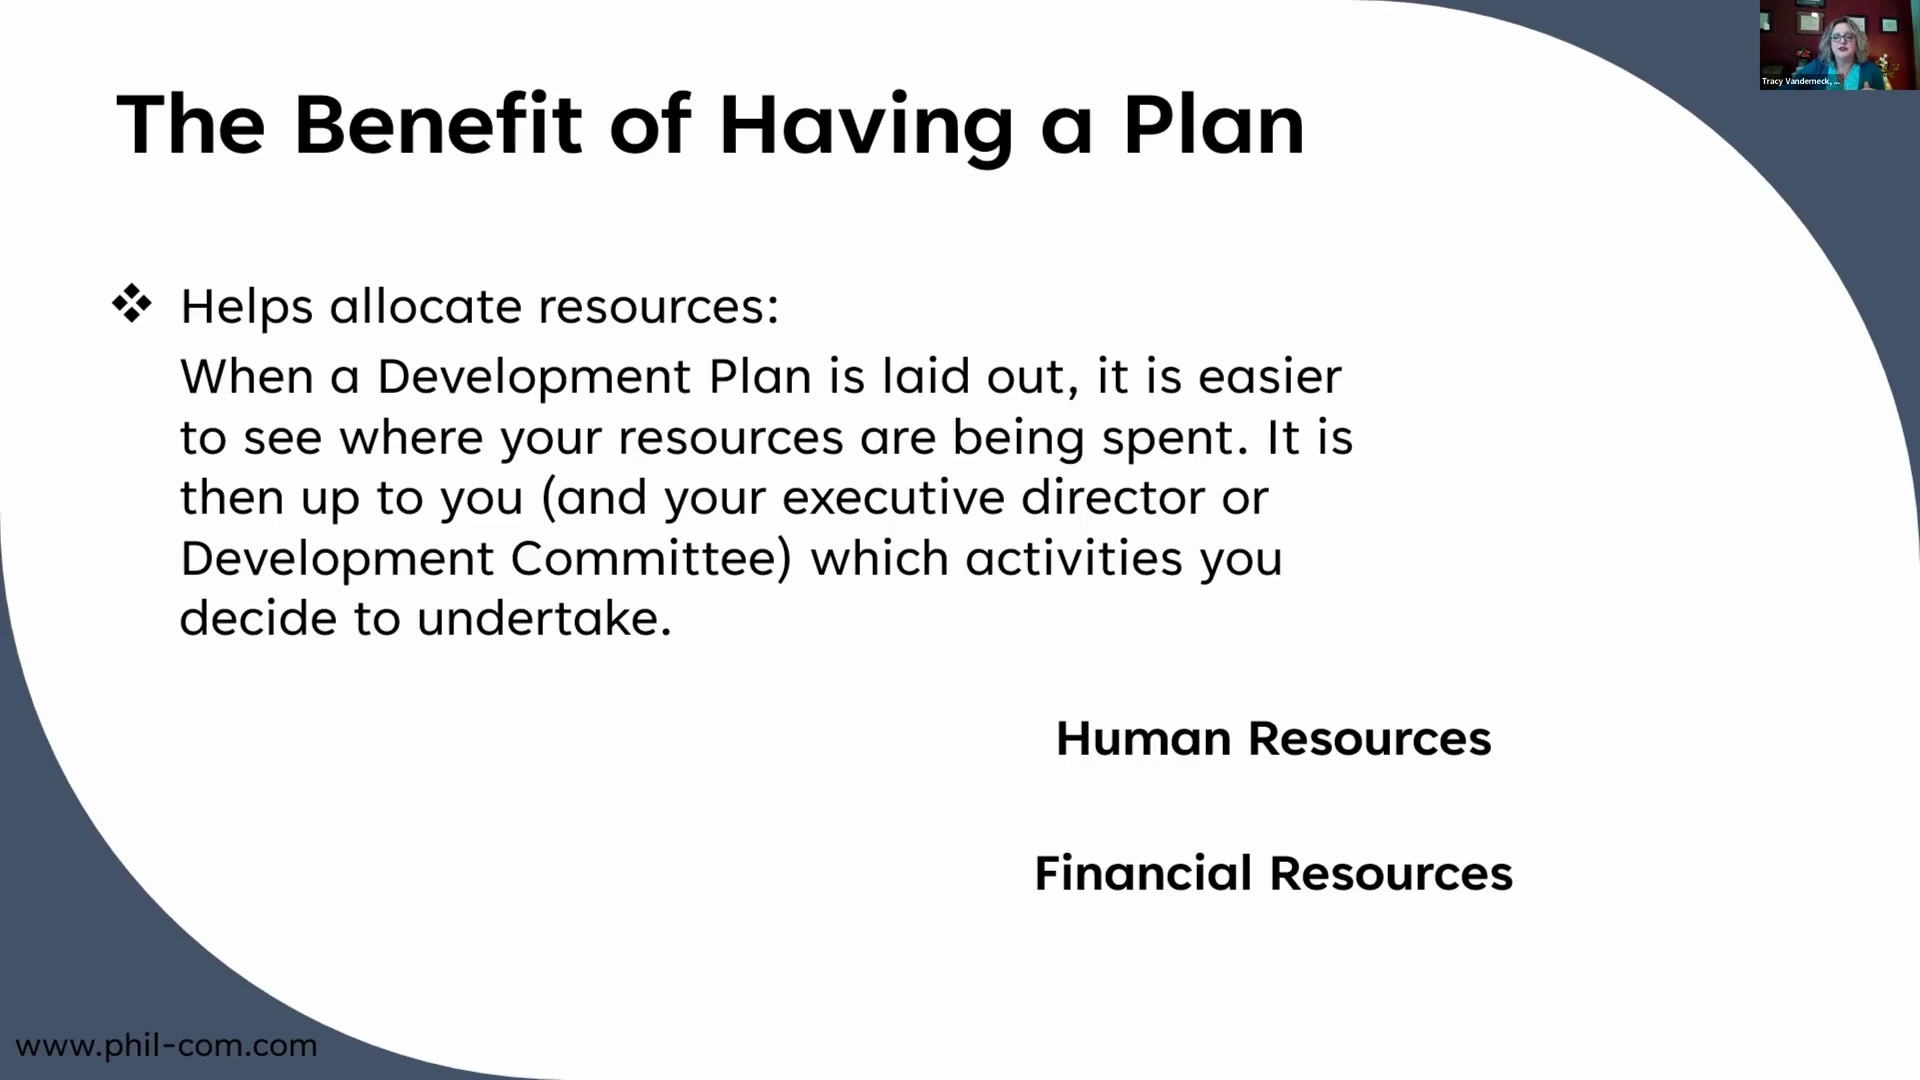 The Benefit of Having a Plan
Tracy Vanderneck, ...
❖ Helps allocate resources:
When a Development Plan is laid out, it is easier
to see where your resources are being spent. It is
then up to you (and your executive director or
Development Committee) which activities you
decide to undertake.
Human Resources
Financial Resources
www.phil-com.com